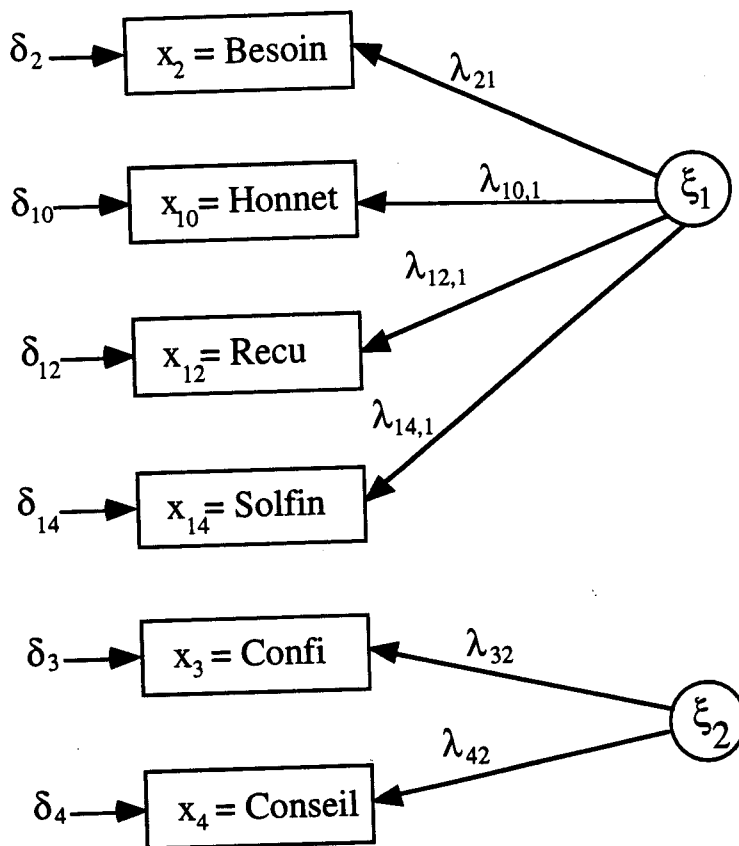 δ₂ x₂ = Besoin
λ₂₁
ξ₁
δ₁₀ x₁₀ = Honnet
λ₁₀,₁
λ₁₂,₁
δ₁₂ x₁₂ = Recu
λ₁₄,₁
δ₁₄ x₁₄ = Solfin
δ₃ x₃ = Confi
λ₃₂
ξ₂
λ₄₂
δ₄ x₄ = Conseil